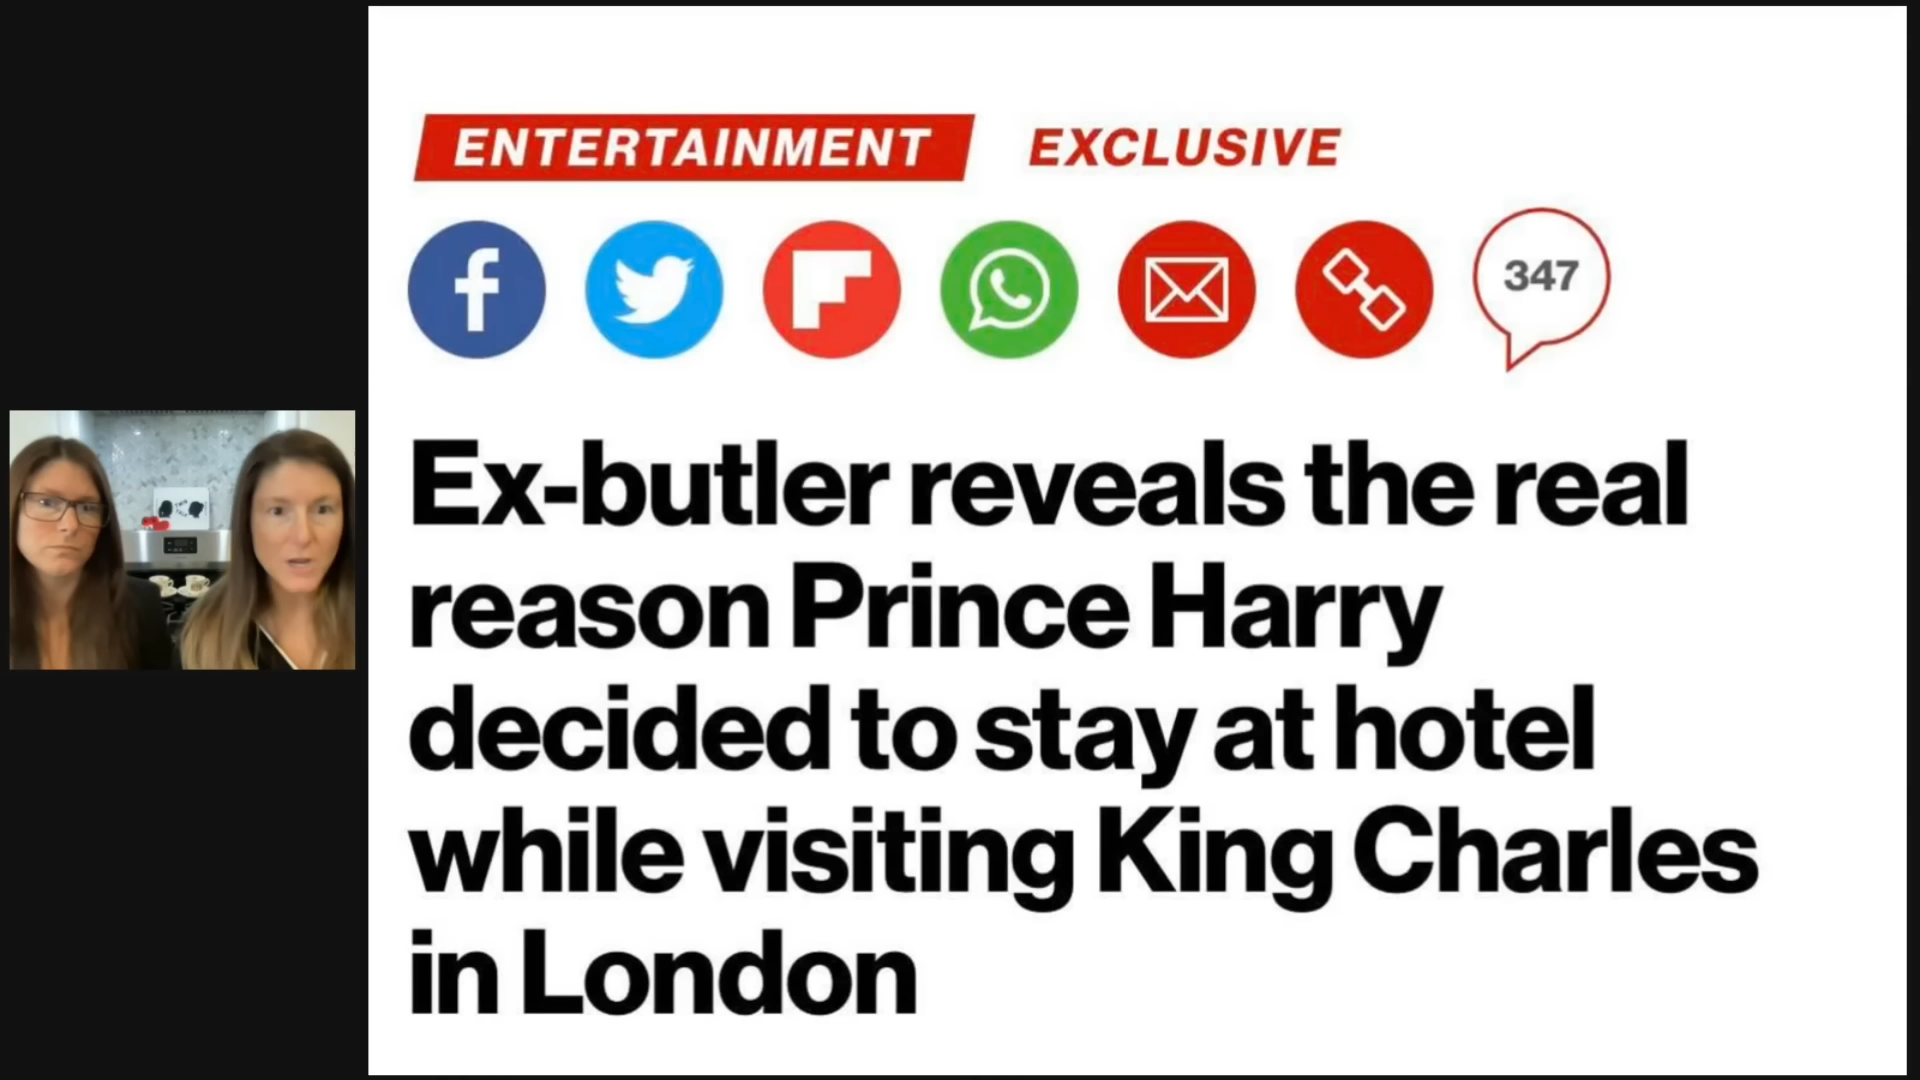 ENTERTAINMENT EXCLUSIVE
347
Ex-butler reveals the real
reason Prince Harry
decided to stay at hotel
while visiting King Charles
in London